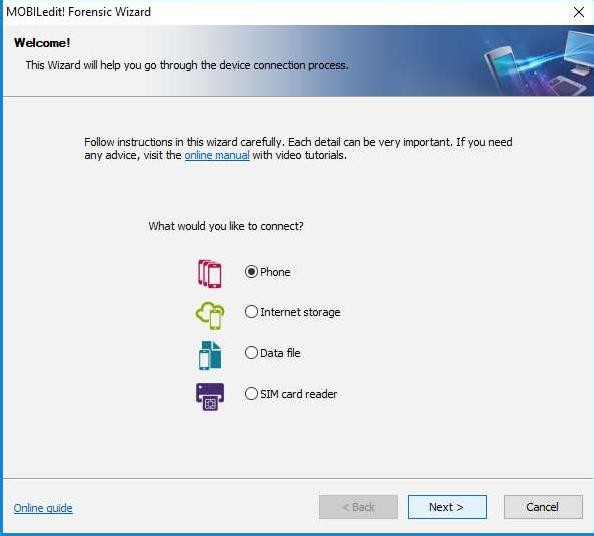 MOBILedit! Forensic Wizard
Welcome!
This Wizard will help you go through the device connection process.
Follow instructions in this wizard carefully. Each detail can be very important. If you need
any advice, visit the online manual with video tutorials.
What would you like to connect?
Phone
Internet storage
Data file
SIM card reader
Online guide
< Back
Next >
Cancel